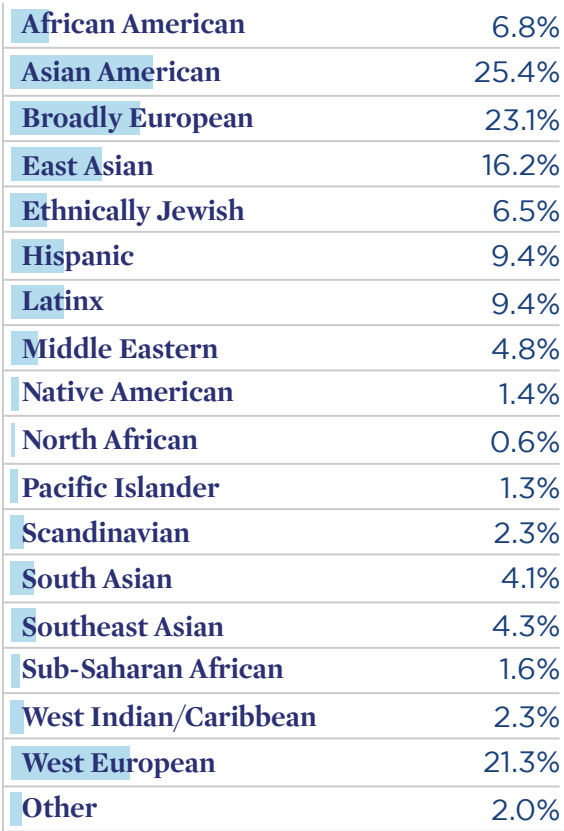 African American 6.8%
Asian American 25.4%
Broadly European 23.1%
East Asian 16.2%
Ethnically Jewish 6.5%
Hispanic 9.4%
Latinx 9.4%
Middle Eastern 4.8%
Native American 1.4%
North African 0.6%
Pacific Islander 1.3%
Scandinavian 2.3%
South Asian 4.1%
Southeast Asian 4.3%
Sub-Saharan African 1.6%
West Indian/Caribbean 2.3%
West European 21.3%
Other 2.0%